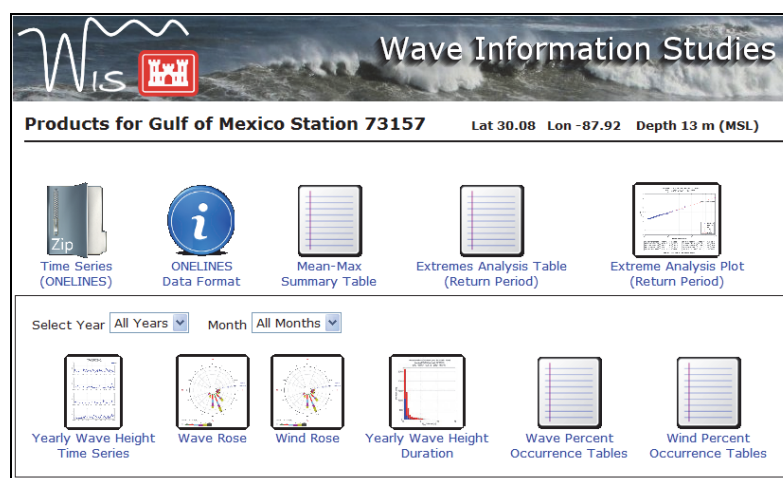 WIS
Wave Information Studies
Products for Gulf of Mexico Station 73157 Lat 30.08 Lon -87.92 Depth 13 m (MSL)
Zip
Time Series
(ONELINES)
ONELINES
Data Format
Mean-Max
Summary Table
Extremes Analysis Table
(Return Period)
Extreme Analysis Plot
(Return Period)
Select Year All Years Month All Months
Yearly Wave Height
Time Series
Wave Rose
Wind Rose
Yearly Wave Height
Duration
Wave Percent
Occurrence Tables
Wind Percent
Occurrence Tables